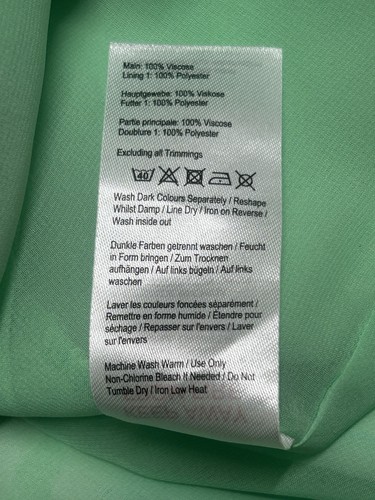 Main: 100% Viscose
Lining 1: 100% Polyester
Hauptgewebe: 100% Viskose
Futter 1: 100% Polyester
Partie principale: 100% Viscose
Doublure 1: 100% Polyester
Excluding all Trimmings
40
Wash Dark Colours Separately / Reshape
Whilst Damp / Line Dry / Iron on Reverse /
Wash inside out
Dunkle Farben getrennt waschen / Feucht
in Form bringen / Zum Trocknen
aufhängen / Auf links bügeln / Auf links
waschen
Laver les couleurs foncées séparément /
Remettre en forme humide / Étendre pour
séchage / Repasser sur l'envers / Laver
sur l'envers
Machine Wash Warm / Use Only
Non-Chlorine Bleach If Needed / Do Not
Tumble Dry / Iron Low Heat